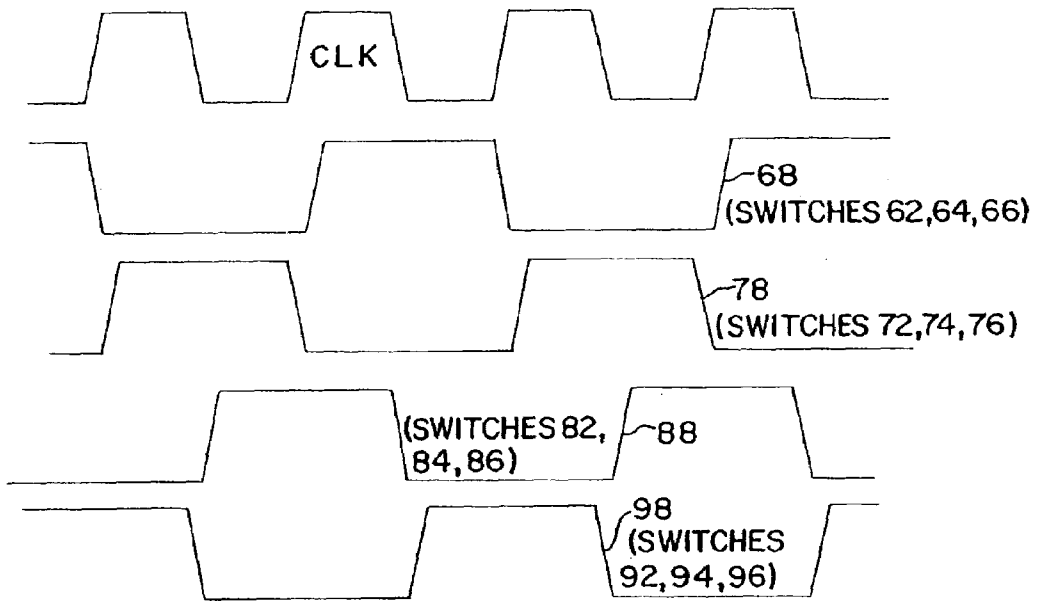 CLK
68
(SWITCHES 62,64,66)
78
(SWITCHES 72,74,76)
(SWITCHES 82,
84,86)
88
98
(SWITCHES
92,94,96)